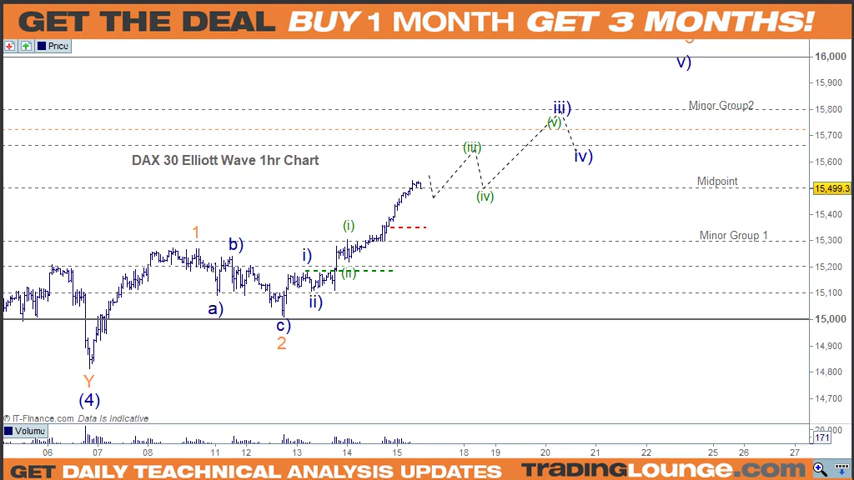 GET THE DEAL BUY 1 MONTH GET 3 MONTHS!
Price
16,000
v)
15,900
Minor Group2
15,800
iii)
(v)
15,700
(iii)
iv)
DAX 30 Elliott Wave 1hr Chart
15,600
Midpoint
15,499.3
(iv)
15,400
(i)
1
Minor Group 1
15,300
b)
i)
15,200
(ii)
ii)
15,100
a)
c)
15,000
2
14,900
Y
14,800
(4)
14,700
© IT-Finance.com Data is indicative
Volume
20,000
171
06 07 08 11 12 13 14 15 18 19 20 21 22 25 26 27
GET DAILY TEACHNICAL ANALYSIS UPDATES TRADINGLOUNGE.com